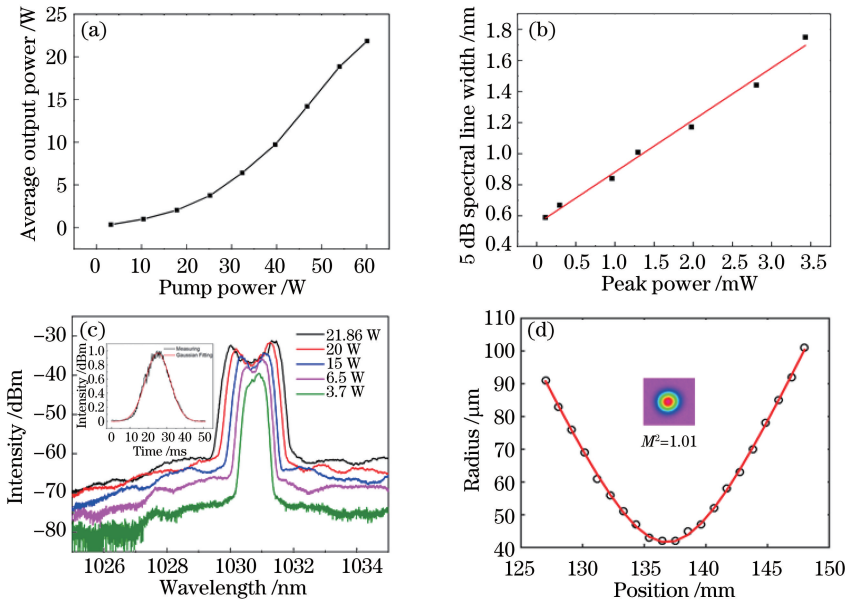 (a)
Average output power /W
25
20
15
10
5
0
0 10 20 30 40 50 60 70
Pump power /W
(b)
5 dB spectral line width /nm
1.8
1.6
1.4
1.2
1.0
0.8
0.6
0.4
0 0.5 1.0 1.5 2.0 2.5 3.0 3.5
Peak power /mW
(c)
Intensity /dBm
−30
−40
−50
−60
−70
−80
1026 1028 1030 1032 1034
Wavelength /nm
21.86 W
20 W
15 W
6.5 W
3.7 W
Intensity /dBm
1.0
0.8
0.6
0.4
0.2
0
0 10 20 30 40 50
Time /ms
Measuring
Gaussian Fitting
(d)
Radius /μm
110
100
90
80
70
60
50
40
125 130 135 140 145 150
Position /mm
M²=1.01